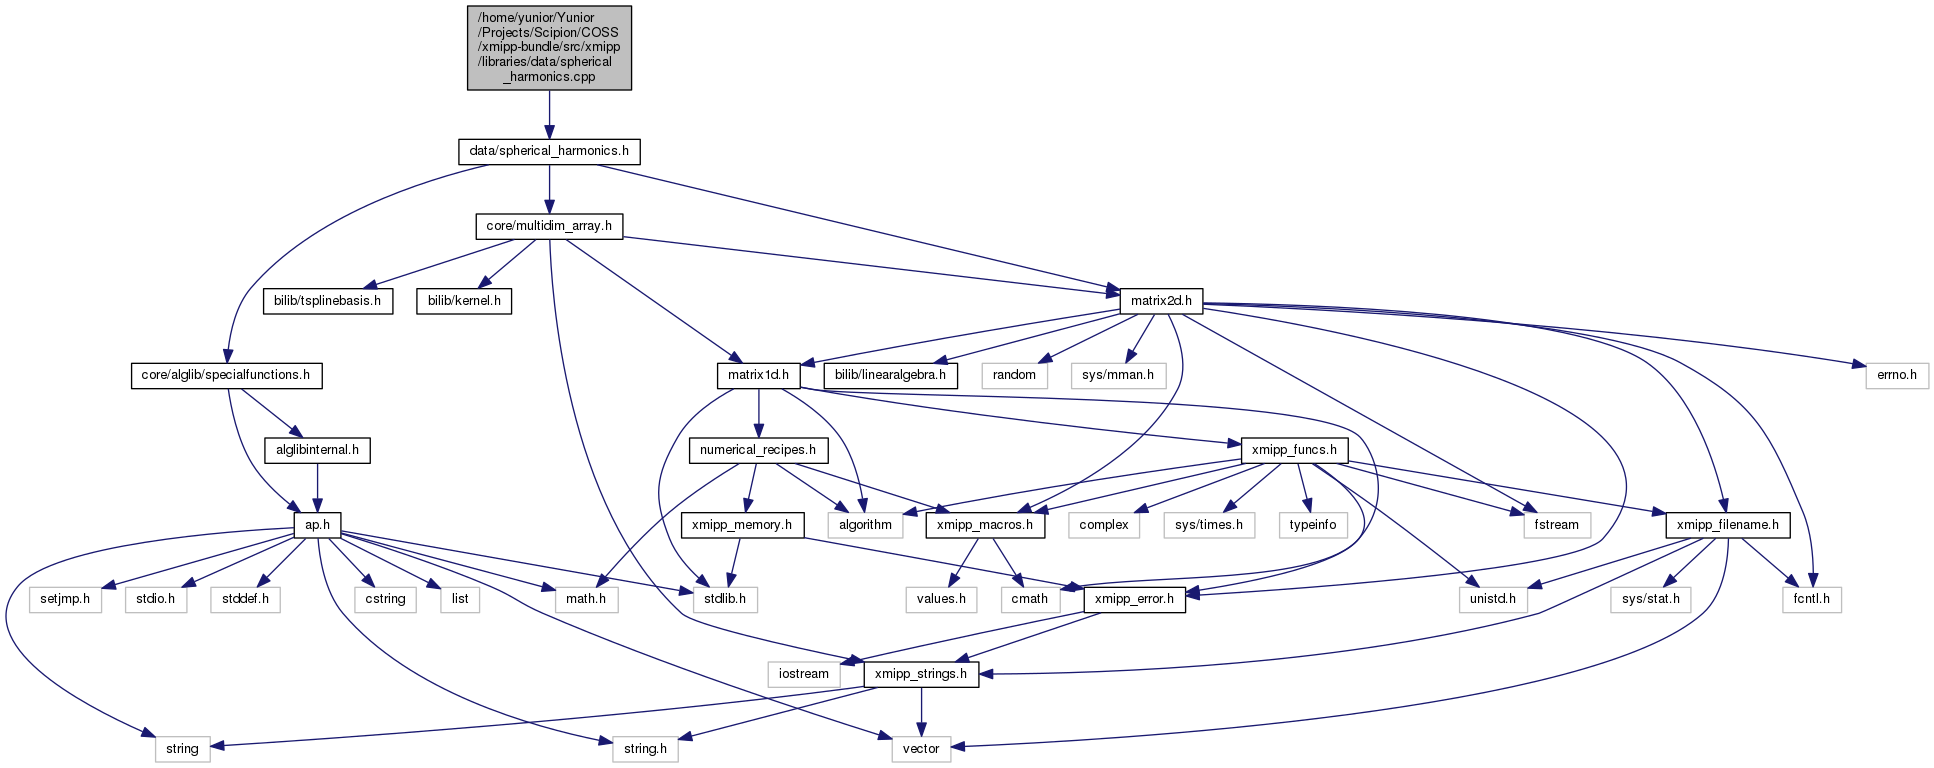 /home/yunior/Yunior
/Projects/Scipion/COSS
/xmipp-bundle/src/xmipp
/libraries/data/spherical
_harmonics.cpp
data/spherical_harmonics.h
core/multidim_array.h
bilib/tsplinebasis.h
bilib/kernel.h
matrix2d.h
core/alglib/specialfunctions.h
matrix1d.h
bilib/linearalgebra.h
random
sys/mman.h
errno.h
alglibinternal.h
numerical_recipes.h
xmipp_funcs.h
ap.h
xmipp_memory.h
algorithm
xmipp_macros.h
complex
sys/times.h
typeinfo
fstream
xmipp_filename.h
setjmp.h
stdio.h
stddef.h
cstring
list
math.h
stdlib.h
values.h
cmath
xmipp_error.h
unistd.h
sys/stat.h
fcntl.h
iostream
xmipp_strings.h
string
string.h
vector